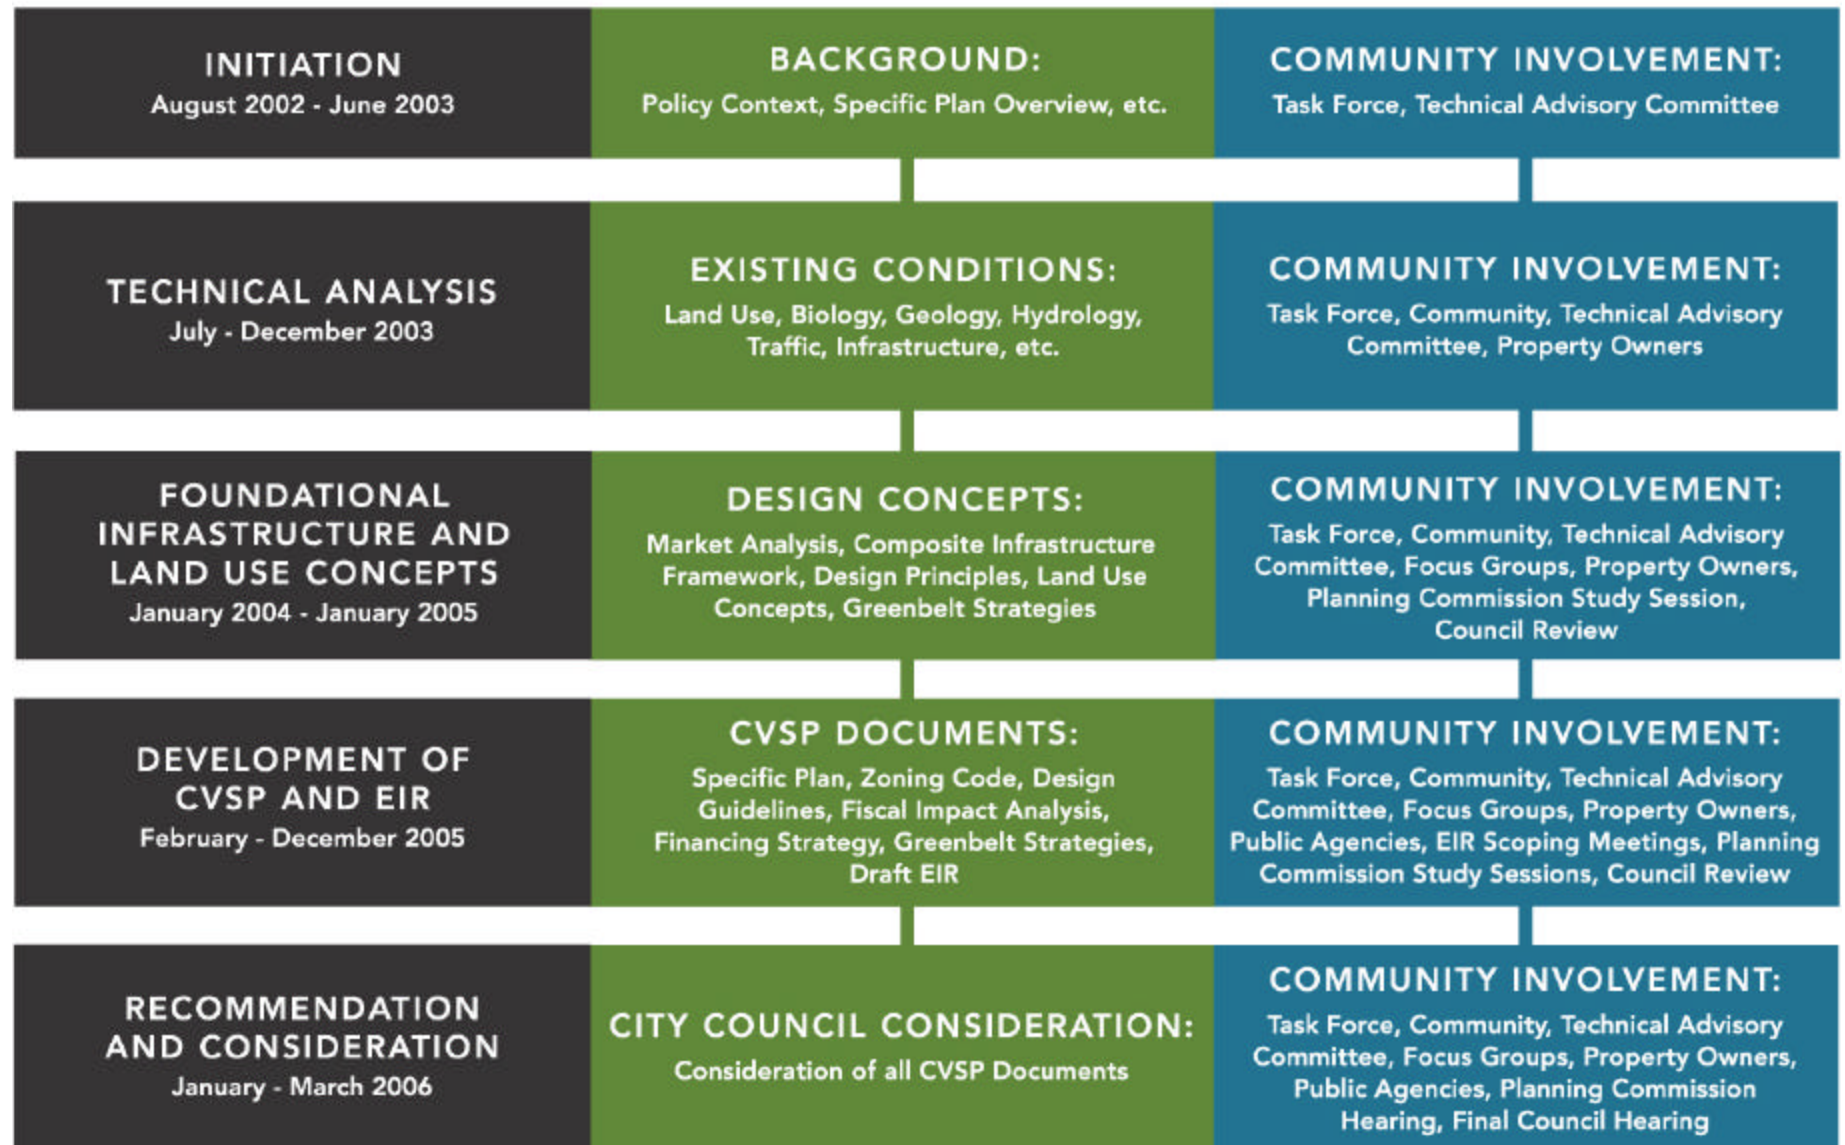 INITIATION
August 2002 - June 2003
BACKGROUND:
Policy Context, Specific Plan Overview, etc.
COMMUNITY INVOLVEMENT:
Task Force, Technical Advisory Committee
TECHNICAL ANALYSIS
July - December 2003
EXISTING CONDITIONS:
Land Use, Biology, Geology, Hydrology,
Traffic, Infrastructure, etc.
COMMUNITY INVOLVEMENT:
Task Force, Community, Technical Advisory
Committee, Property Owners
FOUNDATIONAL
INFRASTRUCTURE AND
LAND USE CONCEPTS
January 2004 - January 2005
DESIGN CONCEPTS:
Market Analysis, Composite Infrastructure
Framework, Design Principles, Land Use
Concepts, Greenbelt Strategies
COMMUNITY INVOLVEMENT:
Task Force, Community, Technical Advisory
Committee, Focus Groups, Property Owners,
Planning Commission Study Session,
Council Review
DEVELOPMENT OF
CVSP AND EIR
February - December 2005
CVSP DOCUMENTS:
Specific Plan, Zoning Code, Design
Guidelines, Fiscal Impact Analysis,
Financing Strategy, Greenbelt Strategies,
Draft EIR
COMMUNITY INVOLVEMENT:
Task Force, Community, Technical Advisory
Committee, Focus Groups, Property Owners,
Public Agencies, EIR Scoping Meetings, Planning
Commission Study Sessions, Council Review
RECOMMENDATION
AND CONSIDERATION
January - March 2006
CITY COUNCIL CONSIDERATION:
Consideration of all CVSP Documents
COMMUNITY INVOLVEMENT:
Task Force, Community, Technical Advisory
Committee, Focus Groups, Property Owners,
Public Agencies, Planning Commission
Hearing, Final Council Hearing